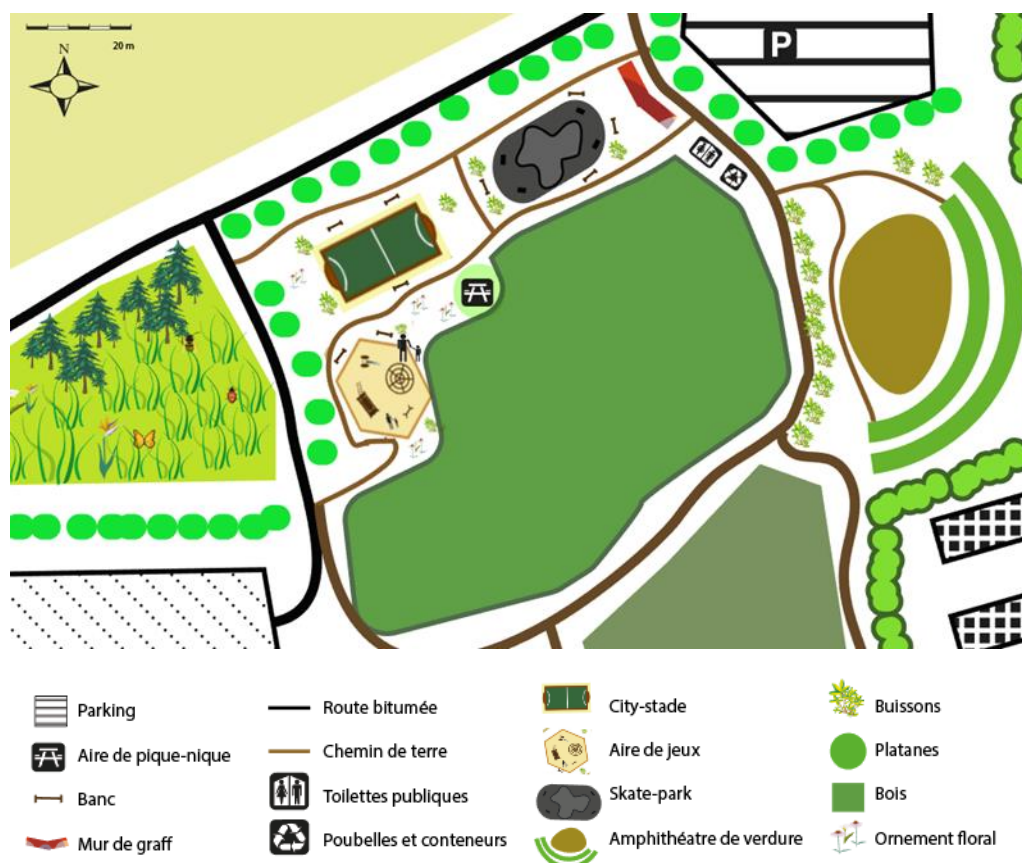 20 m
N
P
Parking
Route bitumée
City-stade
Buissons
Aire de pique-nique
Chemin de terre
Aire de jeux
Platanes
Banc
Toilettes publiques
Skate-park
Bois
Mur de graff
Poubelles et conteneurs
Amphithéatre de verdure
Ornement floral